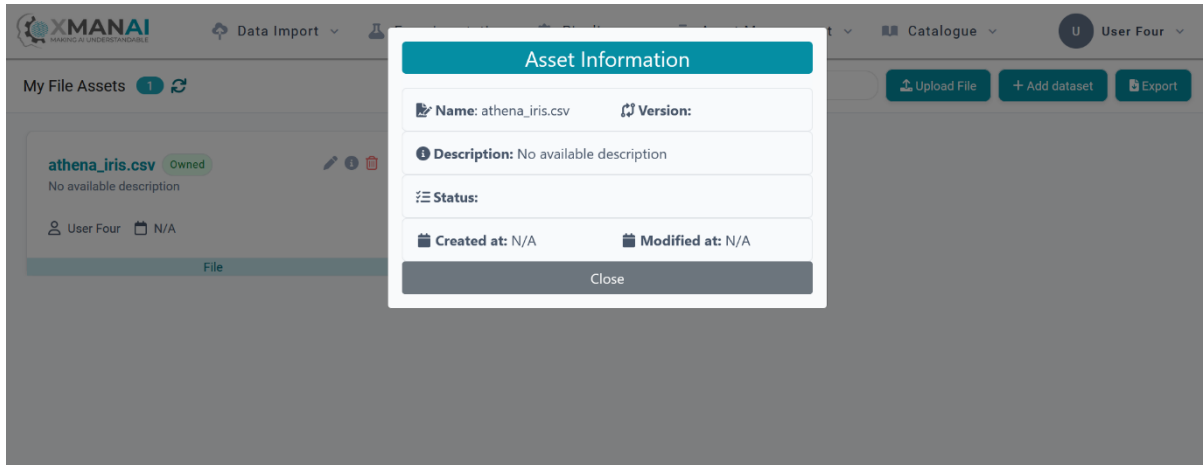 XMANAI
MAKING AI UNDERSTANDABLE
Data Import
Catalogue
U
User Four
My File Assets 1
Upload File
+ Add dataset
Export
athena_iris.csv Owned
No available description
User Four N/A
File
Asset Information
Name: athena_iris.csv Version:
Description: No available description
Status:
Created at: N/A Modified at: N/A
Close